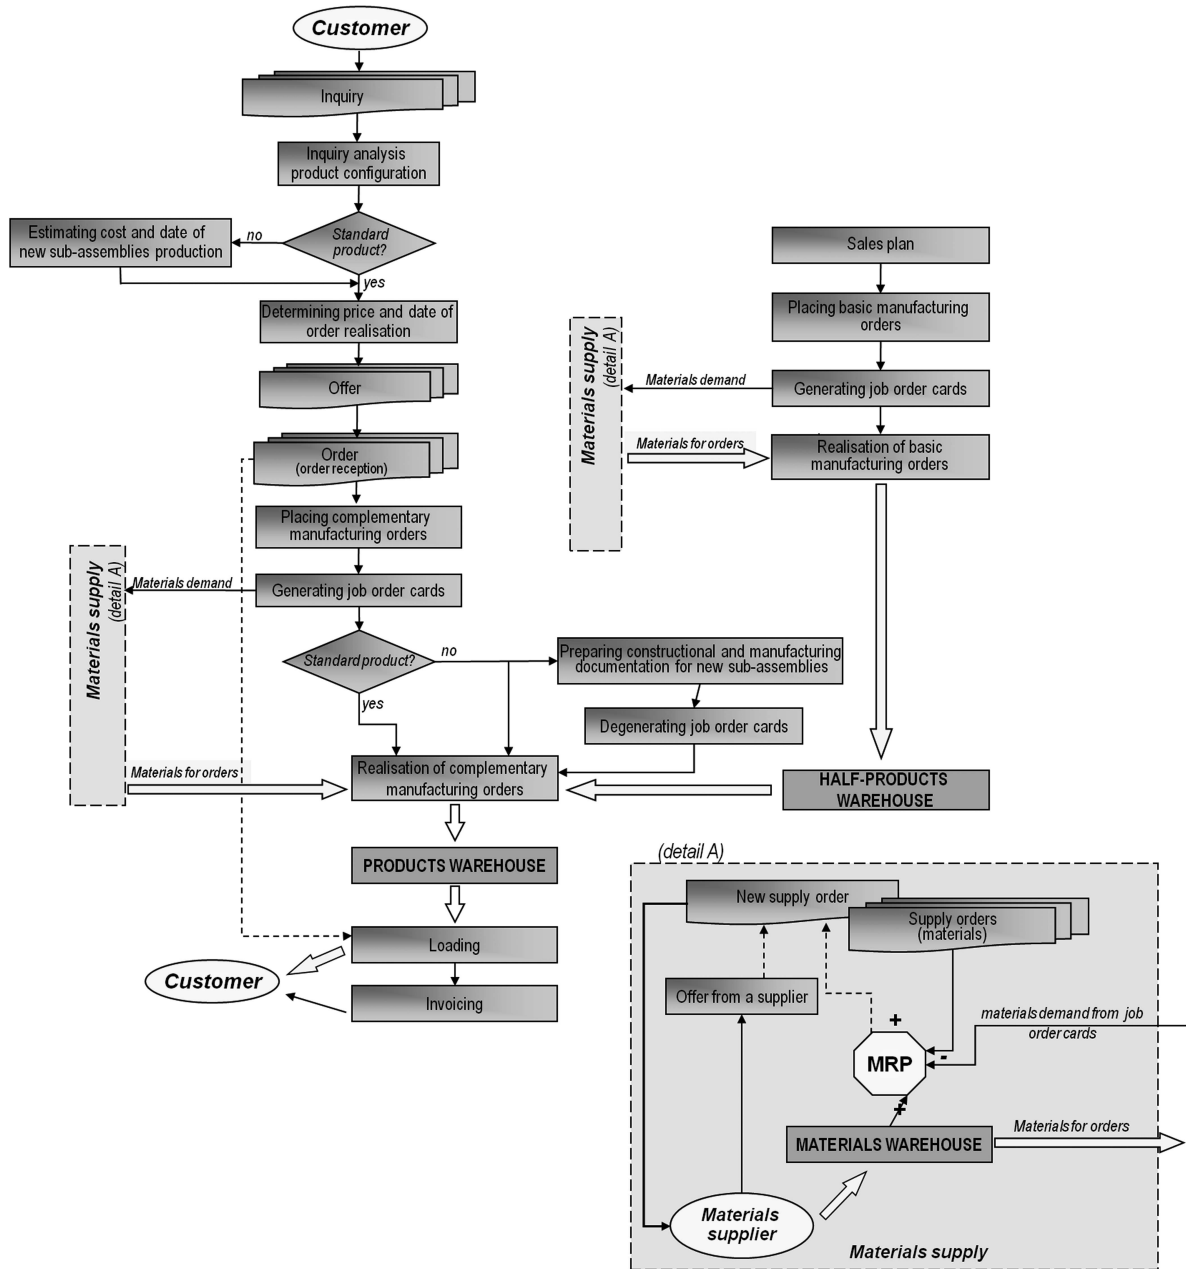 Customer
Inquiry
Inquiry analysis
product configuration
Standard
product?
no
Estimating cost and date of
new sub-assemblies production
yes
Determining price and date of
order realisation
Offer
Order
(order reception)
Placing complementary
manufacturing orders
Generating job order cards
Materials demand
Materials supply
(detail A)
Standard product?
no
yes
Preparing constructional and manufacturing
documentation for new sub-assemblies
Degenerating job order cards
Materials for orders
Realisation of complementary
manufacturing orders
PRODUCTS WAREHOUSE
Loading
Invoicing
Customer
Sales plan
Placing basic manufacturing
orders
Generating job order cards
Materials demand
Materials supply
(detail A)
Materials for orders
Realisation of basic
manufacturing orders
HALF-PRODUCTS
WAREHOUSE
(detail A)
New supply order
Supply orders
(materials)
Offer from a supplier
+
materials demand from job
order cards
-
MRP
+
MATERIALS WAREHOUSE
Materials for orders
Materials
supplier
Materials supply